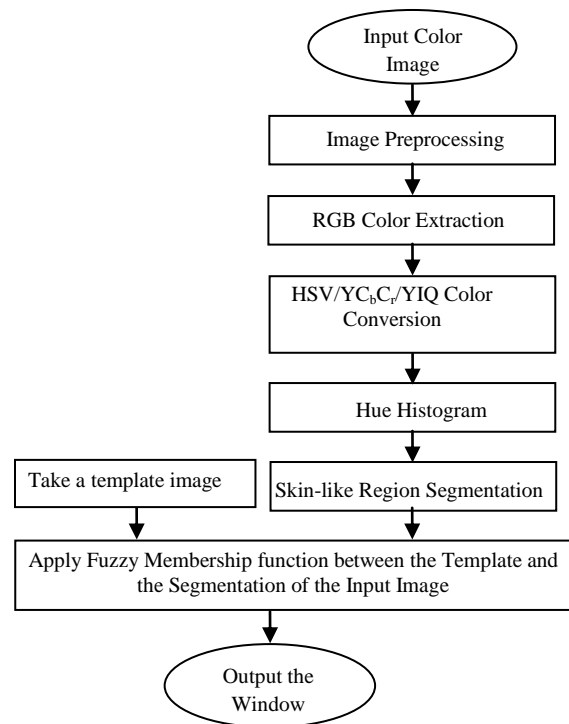 Input Color
Image
Image Preprocessing
RGB Color Extraction
HSV/YC_bC_r/YIQ Color
Conversion
Hue Histogram
Take a template image
Skin-like Region Segmentation
Apply Fuzzy Membership function between the Template and
the Segmentation of the Input Image
Output the
Window